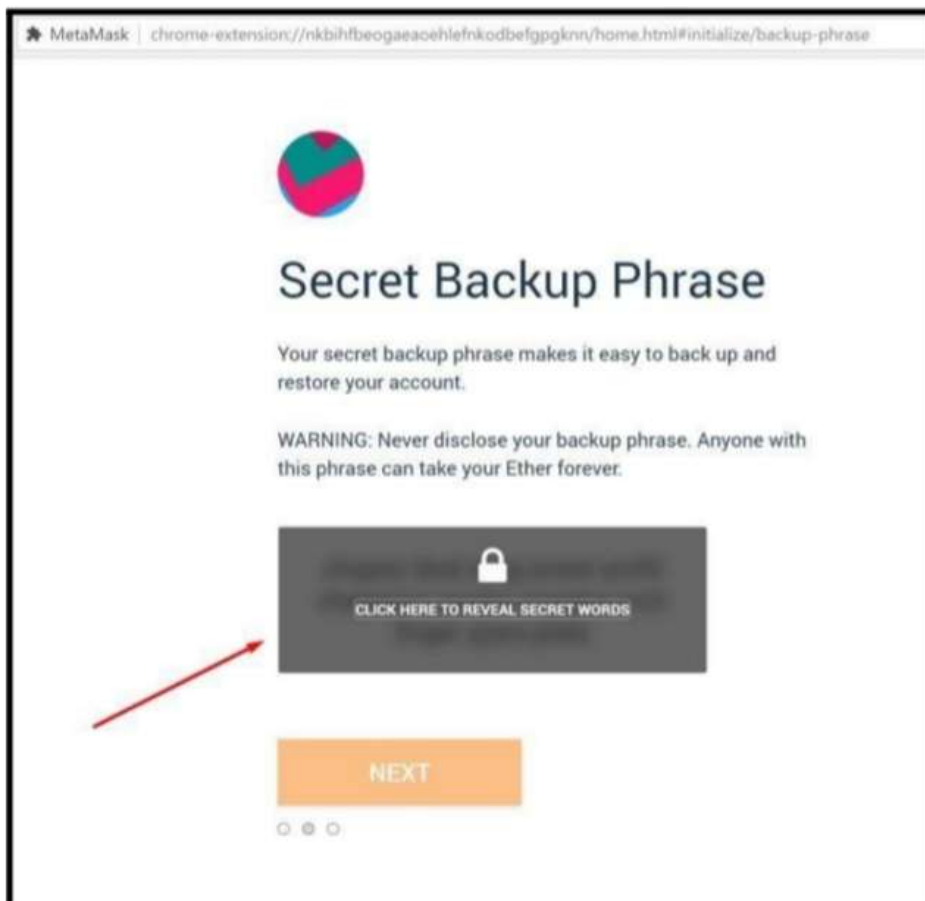 MetaMask | chrome-extension://nkbihfbeogaeaoehlefnkodbefgpgknn/home.html#initialize/backup-phrase
Secret Backup Phrase
Your secret backup phrase makes it easy to back up and
restore your account.
WARNING: Never disclose your backup phrase. Anyone with
this phrase can take your Ether forever.
CLICK HERE TO REVEAL SECRET WORDS
NEXT